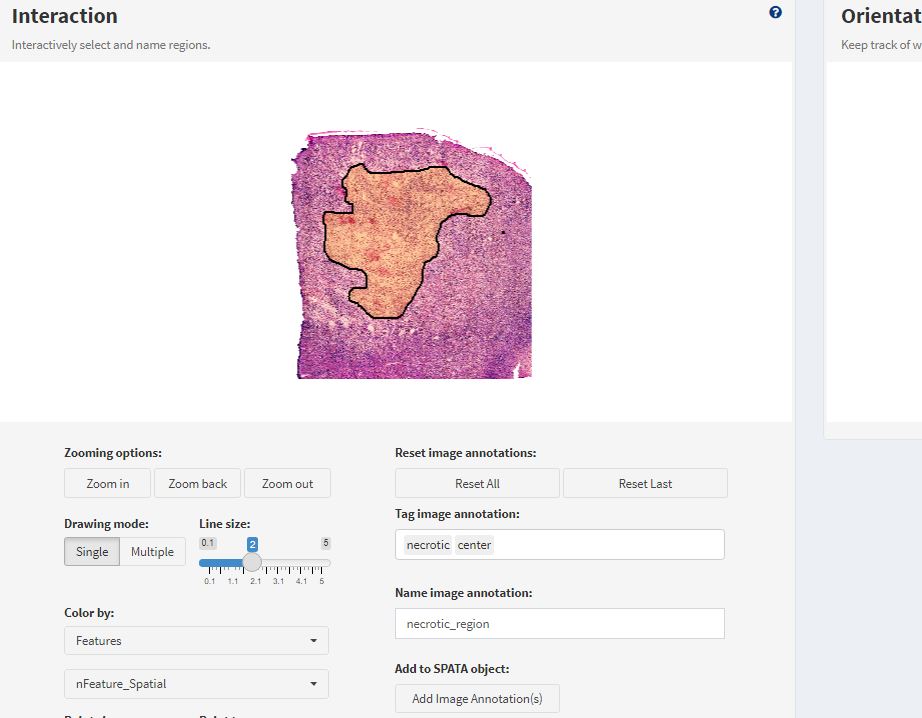 Interaction
Interactively select and name regions.
Orientat
Keep track of w
Zooming options:
Zoom in
Zoom back
Zoom out
Drawing mode:
Single
Multiple
Line size:
0.1
2
5
0.1 1.1 2.1 3.1 4.1 5
Color by:
Features
nFeature_Spatial
Reset image annotations:
Reset All
Reset Last
Tag image annotation:
necrotic center
Name image annotation:
necrotic_region
Add to SPATA object:
Add Image Annotation(s)